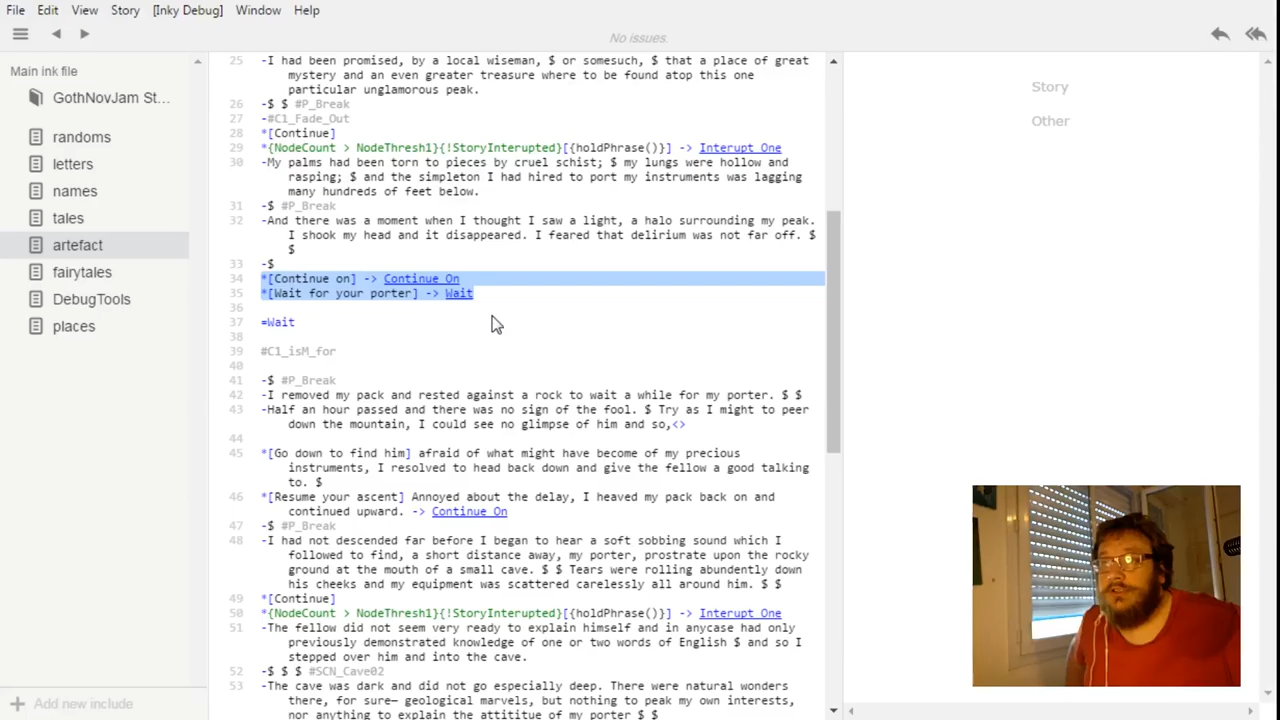 File Edit View Story [Inky Debug] Window Help
No issues.
Main ink file
GothNovJam St...
randoms
letters
names
tales
artefact
fairytales
DebugTools
places
Add new include
25 -I had been promised, by a local wiseman, $ or somesuch, $ that a place of great
mystery and an even greater treasure where to be found atop this one
particular unglamorous peak.
26 -$ $ #P_Break
27 -#C1_Fade_Out
28 *[Continue]
29 *{NodeCount > NodeThresh1}{!StoryInterupted}[{holdPhrase()}] -> Interupt_One
30 -My palms had been torn to pieces by cruel schist; $ my lungs were hollow and
rasping; $ and the simpleton I had hired to port my instruments was lagging
many hundreds of feet below.
31 -$ #P_Break
32 -And there was a moment when I thought I saw a light, a halo surrounding my peak.
I shook my head and it disappeared. I feared that delirium was not far off. $
$
33 -$
34 *[Continue on] -> Continue_On
35 *[Wait for your porter] -> Wait
36
37 =Wait
38
39 #C1_isM_for
40
41 -$ #P_Break
42 -I removed my pack and rested against a rock to wait a while for my porter. $ $
43 -Half an hour passed and there was no sign of the fool. $ Try as I might to peer
down the mountain, I could see no glimpse of him and so,<>
44
45 *[Go down to find him] afraid of what might have become of my precious
instruments, I resolved to head back down and give the fellow a good talking
to. $
46 *[Resume your ascent] Annoyed about the delay, I heaved my pack back on and
continued upward. -> Continue_On
47 -$ #P_Break
48 -I had not descended far before I began to hear a soft sobbing sound which I
followed to find, a short distance away, my porter, prostrate upon the rocky
ground at the mouth of a small cave. $ $ Tears were rolling abundently down
his cheeks and my equipment was scattered carelessly all around him. $ $
49 *[Continue]
50 *{NodeCount > NodeThresh1}{!StoryInterupted}[{holdPhrase()}] -> Interupt_One
51 -The fellow did not seem very ready to explain himself and in anycase had only
previously demonstrated knowledge of one or two words of English $ and so I
stepped over him and into the cave.
52 -$ $ $ #SCN_Cave02
53 -The cave was dark and did not go especially deep. There were natural wonders
there, for sure— geological marvels, but nothing to peak my own interests,
nor anything to explain the attititue of my porter $ $
Story
Other